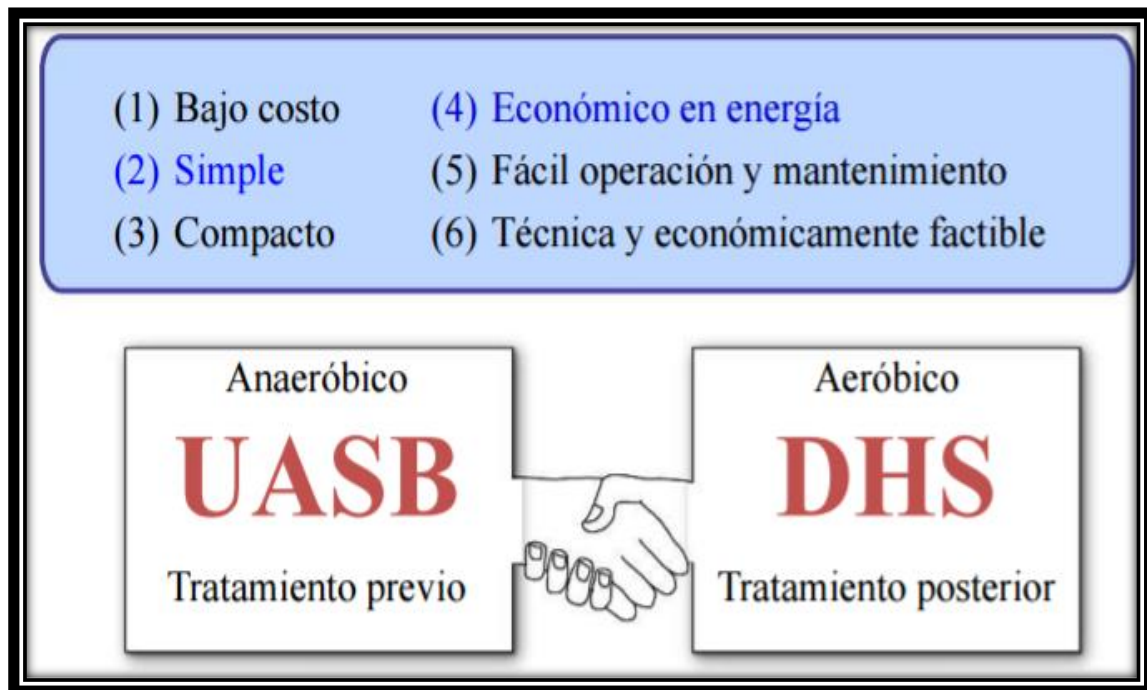 (1) Bajo costo
(2) Simple
(3) Compacto
(4) Económico en energía
(5) Fácil operación y mantenimiento
(6) Técnica y económicamente factible
Anaeróbico
UASB
Tratamiento previo
Aeróbico
DHS
Tratamiento posterior